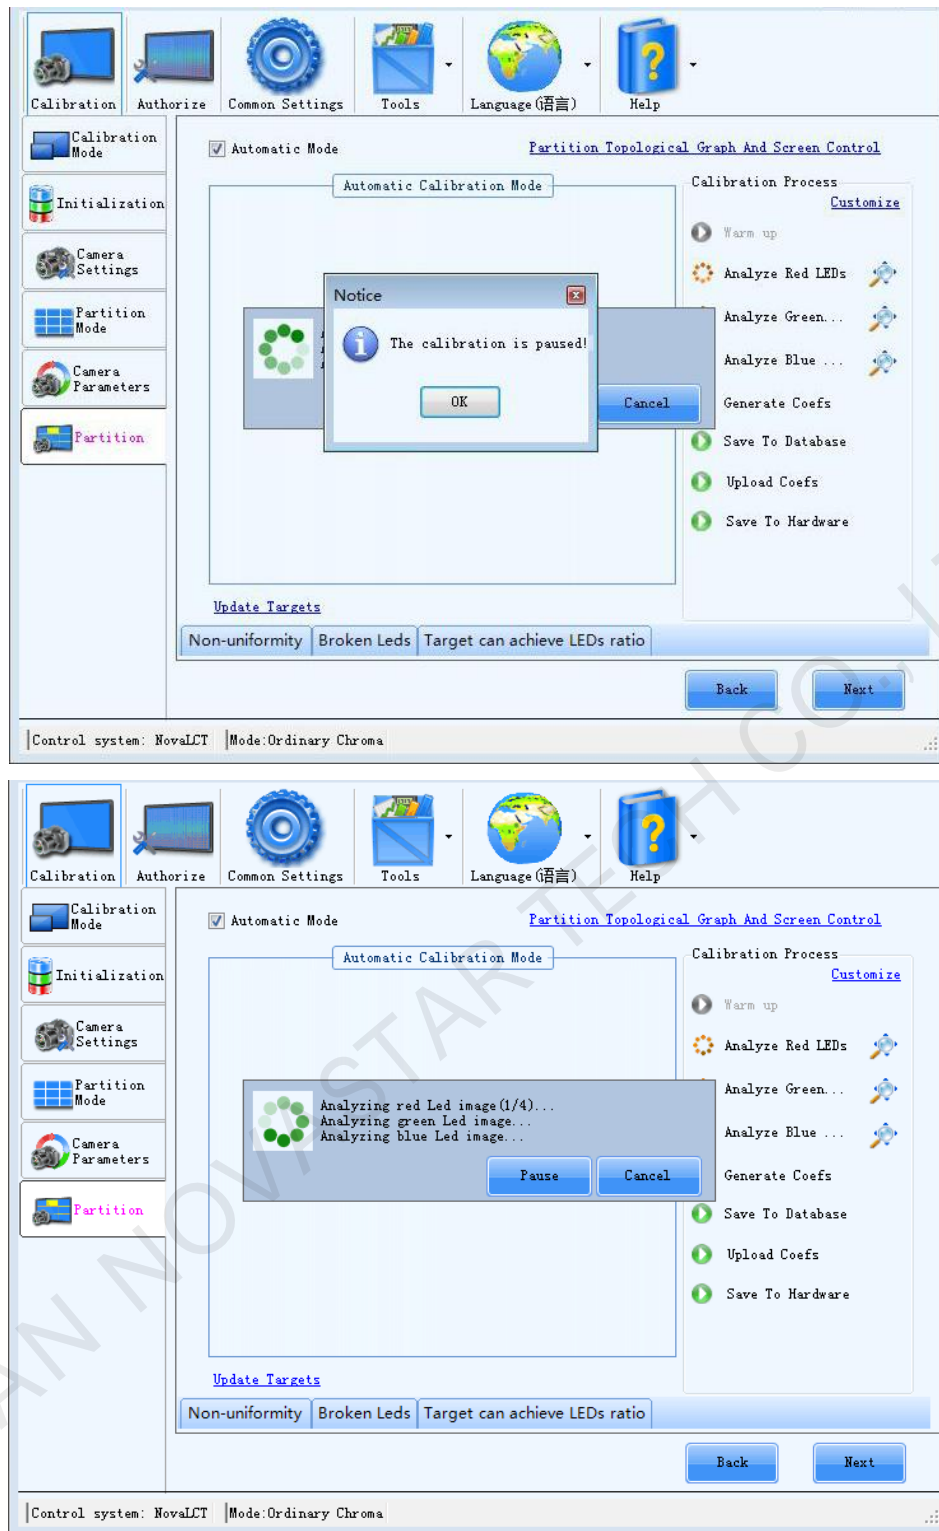 Calibration
Authorize
Common Settings
Tools
Language(语言)
Help
Calibration
Mode
Initialization
Camera
Settings
Partition
Mode
Camera
Parameters
Partition
Automatic Mode
Partition Topological Graph And Screen Control
Automatic Calibration Mode
Calibration Process
Customize
Warm up
Analyze Red LEDs
Analyze Green...
Analyze Blue ...
Generate Coefs
Save To Database
Upload Coefs
Save To Hardware
Notice
The calibration is paused!
OK
Cancel
Update Targets
Non-uniformity
Broken Leds
Target can achieve LEDs ratio
Back
Next
Control system: NovaLCT
Mode:Ordinary Chroma
Calibration
Authorize
Common Settings
Tools
Language(语言)
Help
Calibration
Mode
Initialization
Camera
Settings
Partition
Mode
Camera
Parameters
Partition
Automatic Mode
Partition Topological Graph And Screen Control
Automatic Calibration Mode
Calibration Process
Customize
Warm up
Analyze Red LEDs
Analyze Green...
Analyze Blue ...
Generate Coefs
Save To Database
Upload Coefs
Save To Hardware
Analyzing red Led image(1/4)...
Analyzing green Led image...
Analyzing blue Led image...
Pause
Cancel
Update Targets
Non-uniformity
Broken Leds
Target can achieve LEDs ratio
Back
Next
Control system: NovaLCT
Mode:Ordinary Chroma
AN NOVASTAR TECH CO.,